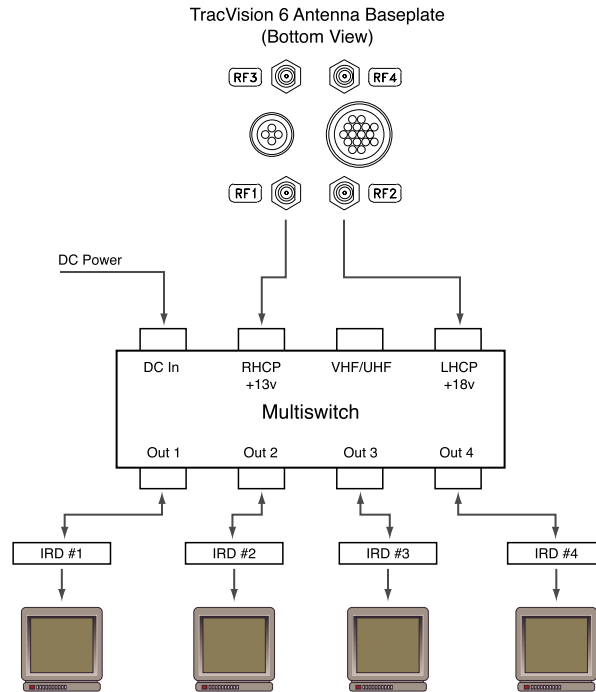 TracVision 6 Antenna Baseplate
(Bottom View)
RF3
RF4
RF1
RF2
DC Power
DC In
RHCP
+13v
VHF/UHF
LHCP
+18v
Multiswitch
Out 1
Out 2
Out 3
Out 4
IRD #1
IRD #2
IRD #3
IRD #4